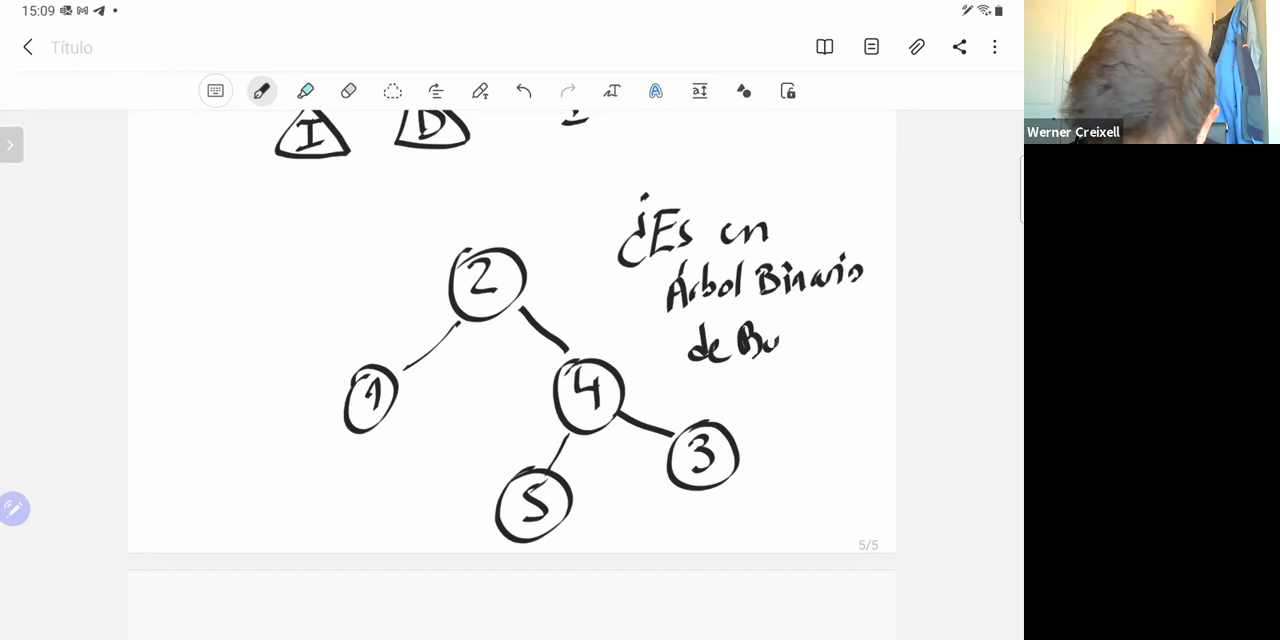 15:09
Título
I D
2
1
4
5
3
¿Es un
Árbol Binario
de Bu
5/5
Werner Creixell